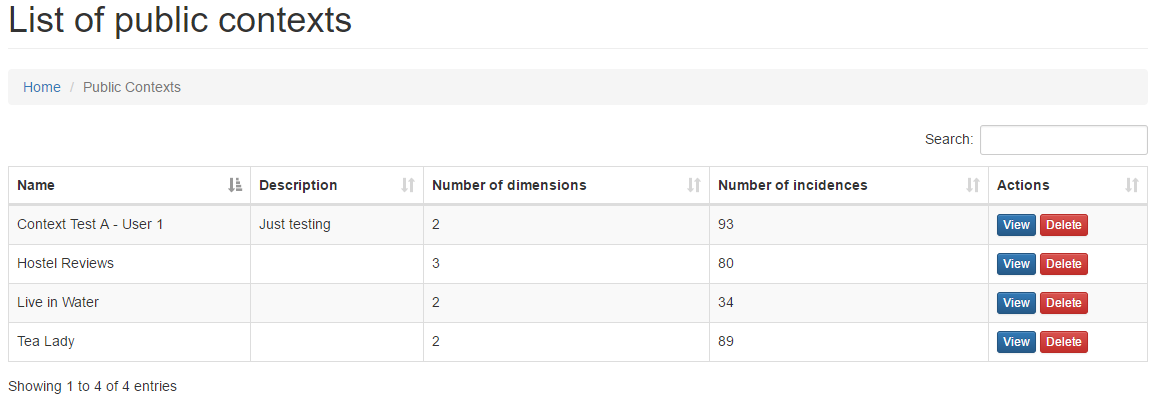 List of public contexts
Home / Public Contexts
Search:
Name Description Number of dimensions Number of incidences Actions
Context Test A - User 1 Just testing 2 93 View Delete
Hostel Reviews 3 80 View Delete
Live in Water 2 34 View Delete
Tea Lady 2 89 View Delete
Showing 1 to 4 of 4 entries